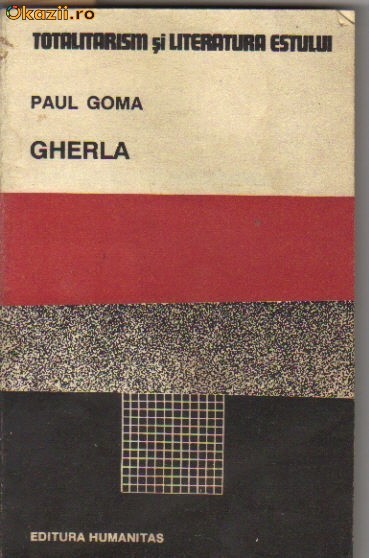 Okazii.ro
TOTALITARISM şi LITERATURA ESTULUI
PAUL GOMA
GHERLA
EDITURA HUMANITAS